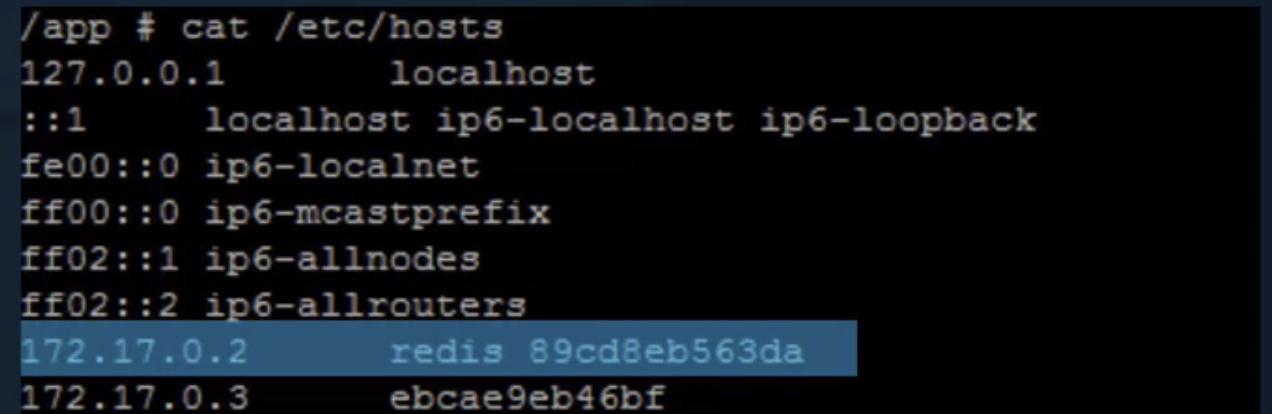 /app # cat /etc/hosts
127.0.0.1 localhost
::1 localhost ip6-localhost ip6-loopback
fe00::0 ip6-localnet
ff00::0 ip6-mcastprefix
ff02::1 ip6-allnodes
ff02::2 ip6-allrouters
172.17.0.2 redis 89cd8eb563da
172.17.0.3 ebcae9eb46bf